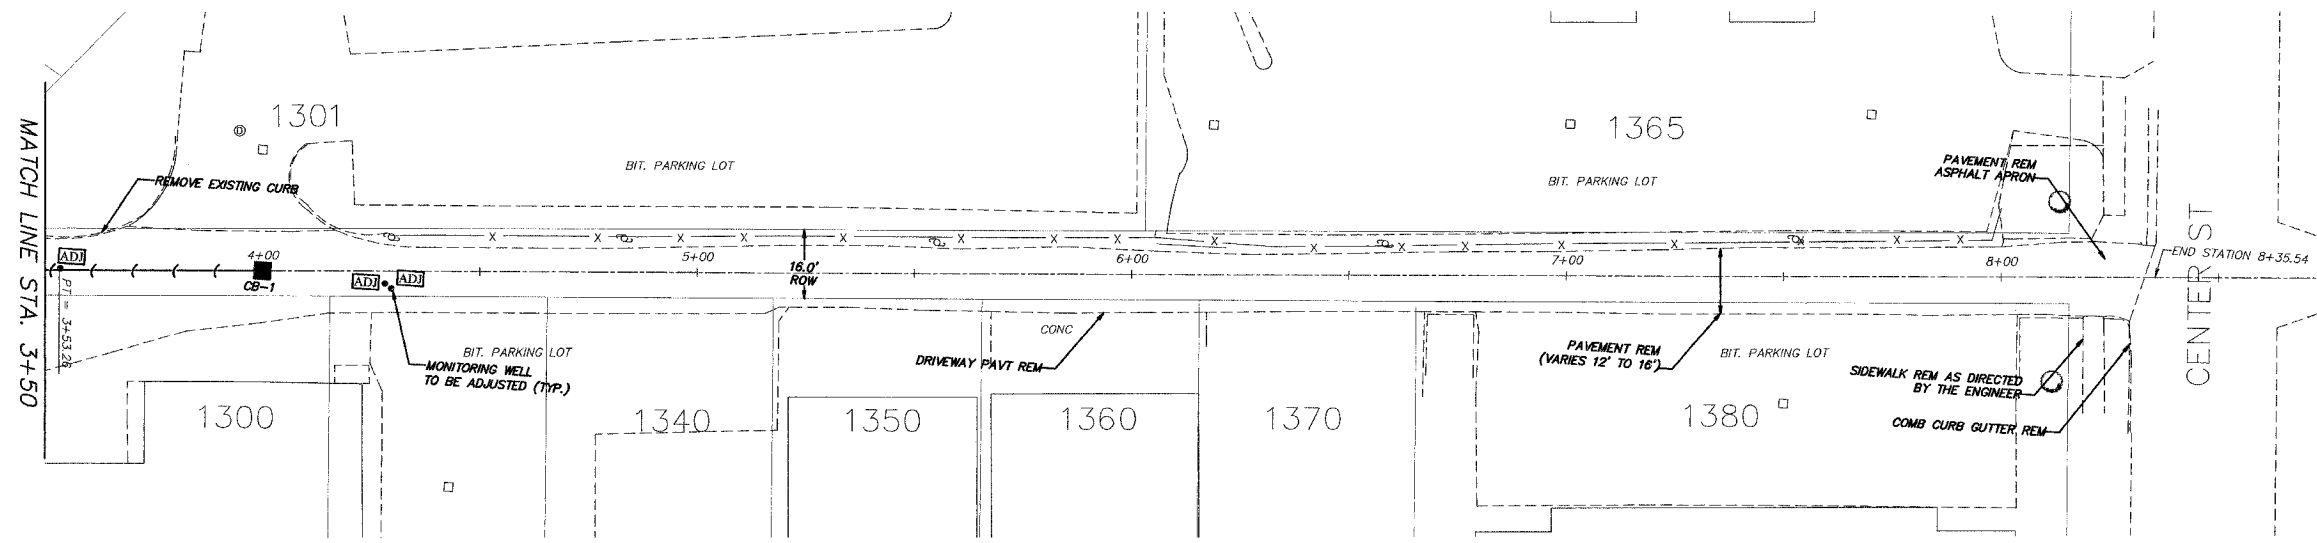 MATCH LINE STA. 3+50
1301
REMOVE EXISTING CURB
BIT. PARKING LOT
1365
BIT. PARKING LOT
PAVEMENT REM
ASPHALT APRON
CENTER ST
ADJ
4+00
CB-1
PT = 3+53.26
ADJ
ADJ
5+00
16.0'
ROW
6+00
7+00
8+00
END STATION 8+35.54
X X X X X X X X X X X X X X X X X
BIT. PARKING LOT
MONITORING WELL
TO BE ADJUSTED (TYP.)
DRIVEWAY PAVT REM
CONC
PAVEMENT REM
(VARIES 12' TO 16')
BIT. PARKING LOT
SIDEWALK REM AS DIRECTED
BY THE ENGINEER
COMB CURB GUTTER REM
1300
1340
1350
1360
1370
1380